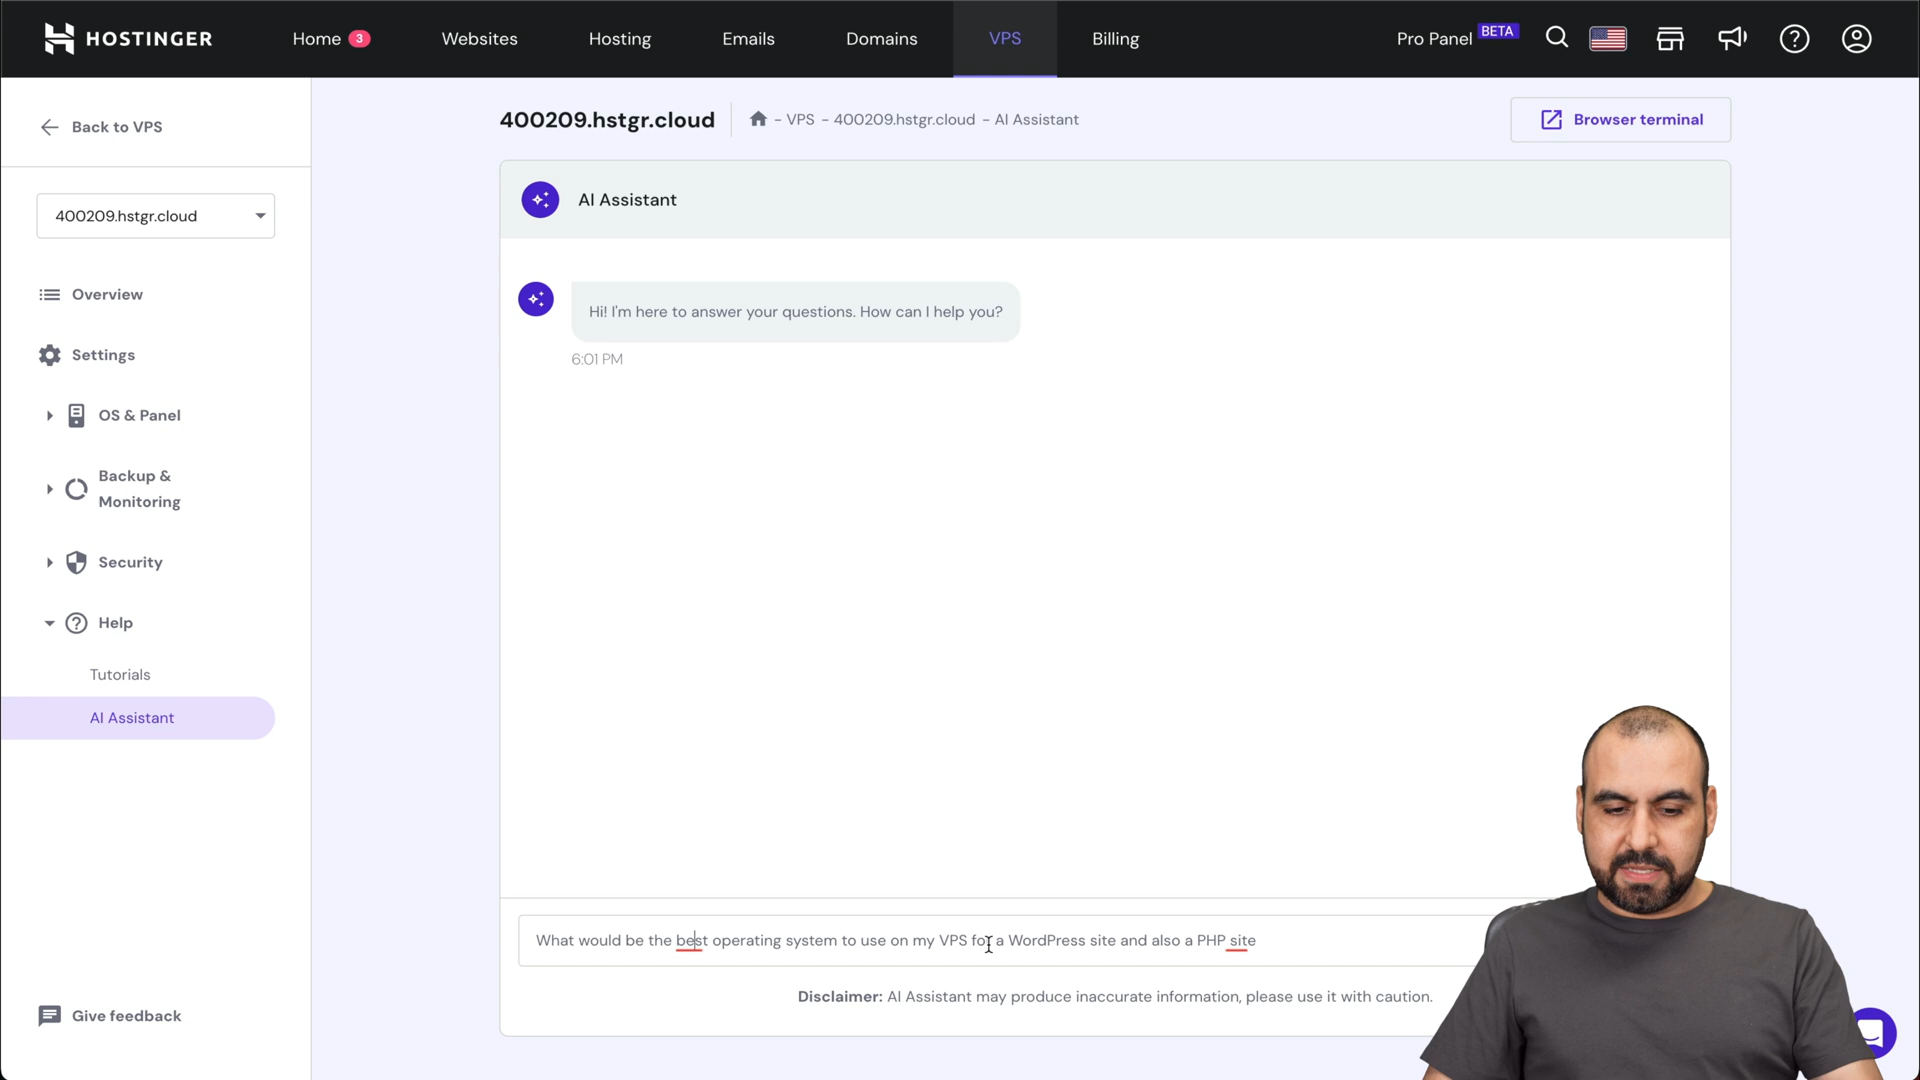 HOSTINGER
Home 3
Websites
Hosting
Emails
Domains
VPS
Billing
Pro Panel BETA
Back to VPS
400209.hstgr.cloud
Overview
Settings
OS & Panel
Backup &
Monitoring
Security
Help
Tutorials
AI Assistant
Give feedback
400209.hstgr.cloud
- VPS - 400209.hstgr.cloud - AI Assistant
Browser terminal
AI Assistant
Hi! I'm here to answer your questions. How can I help you?
6:01 PM
What would be the best operating system to use on my VPS for a WordPress site and also a PHP site
Disclaimer: AI Assistant may produce inaccurate information, please use it with caution.